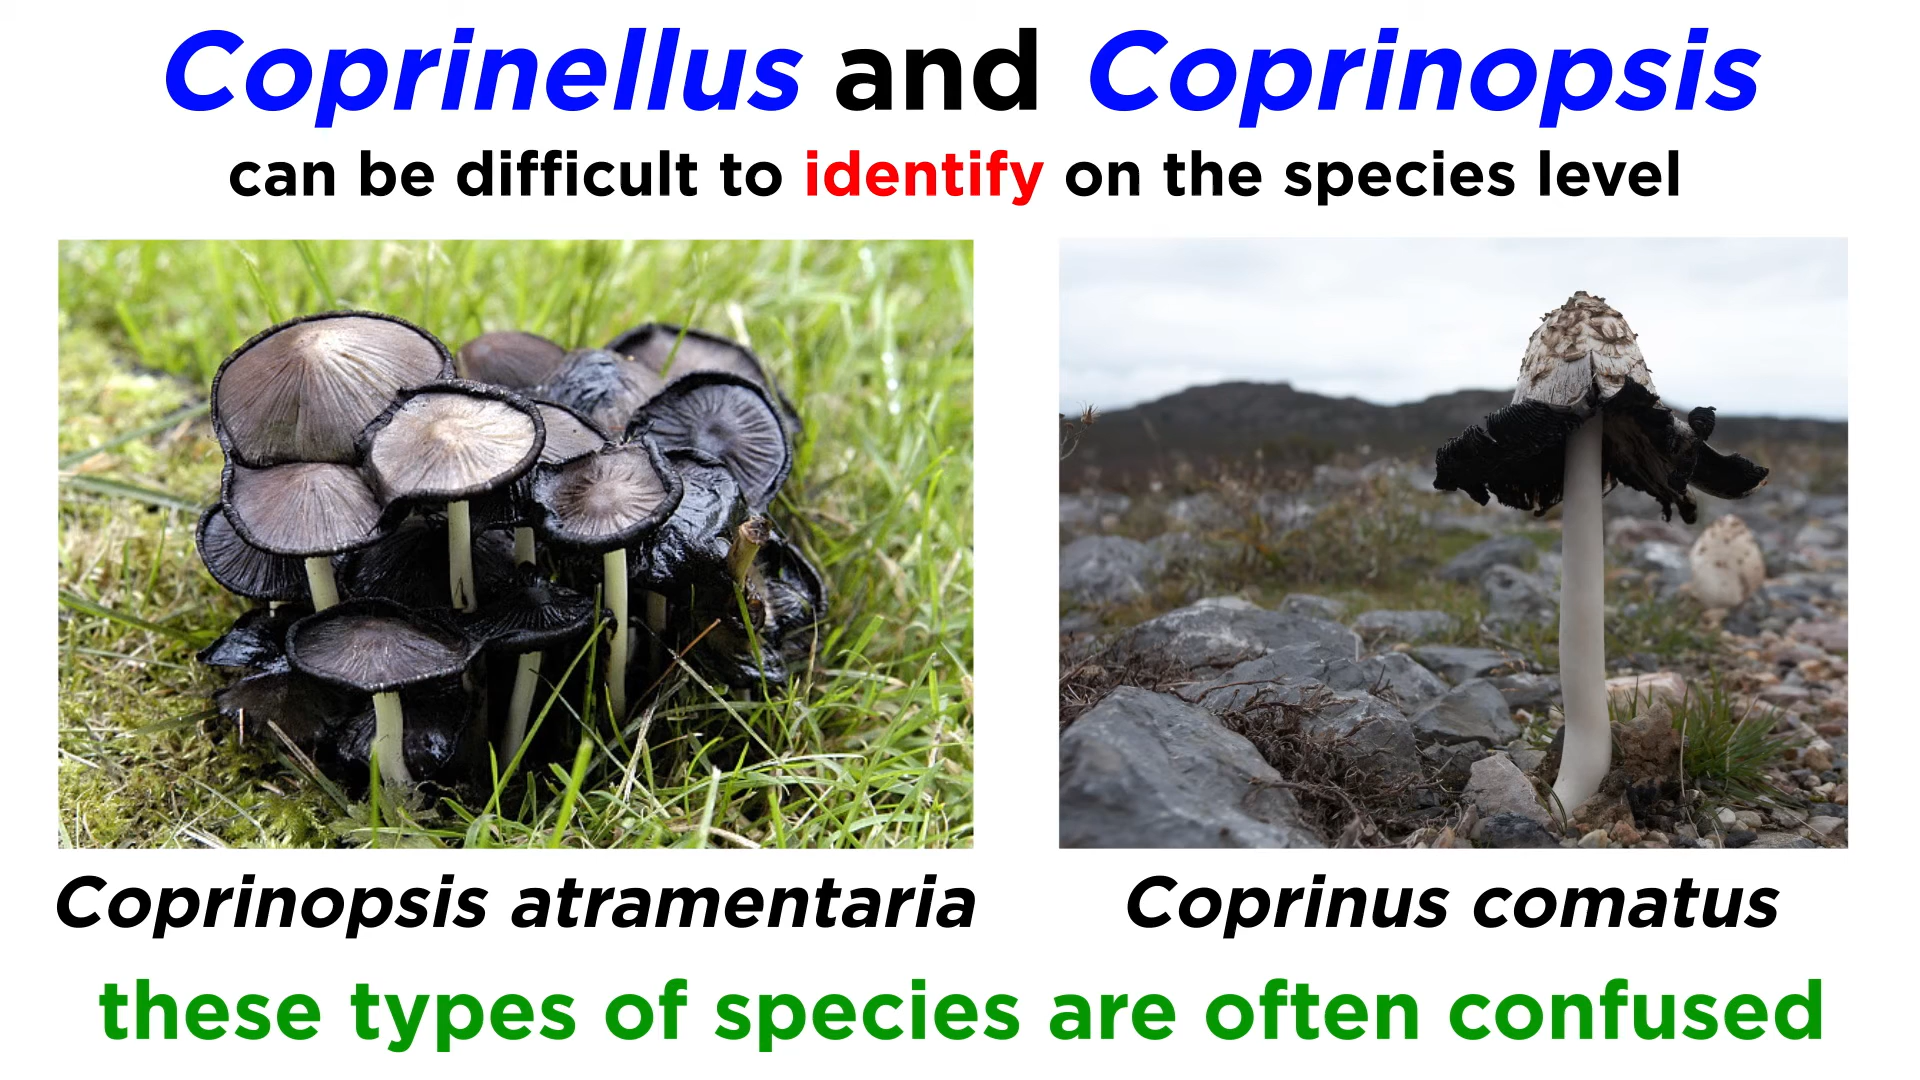 Coprinellus and Coprinopsis
can be difficult to identify on the species level
Coprinopsis atramentaria
Coprinus comatus
these types of species are often confused